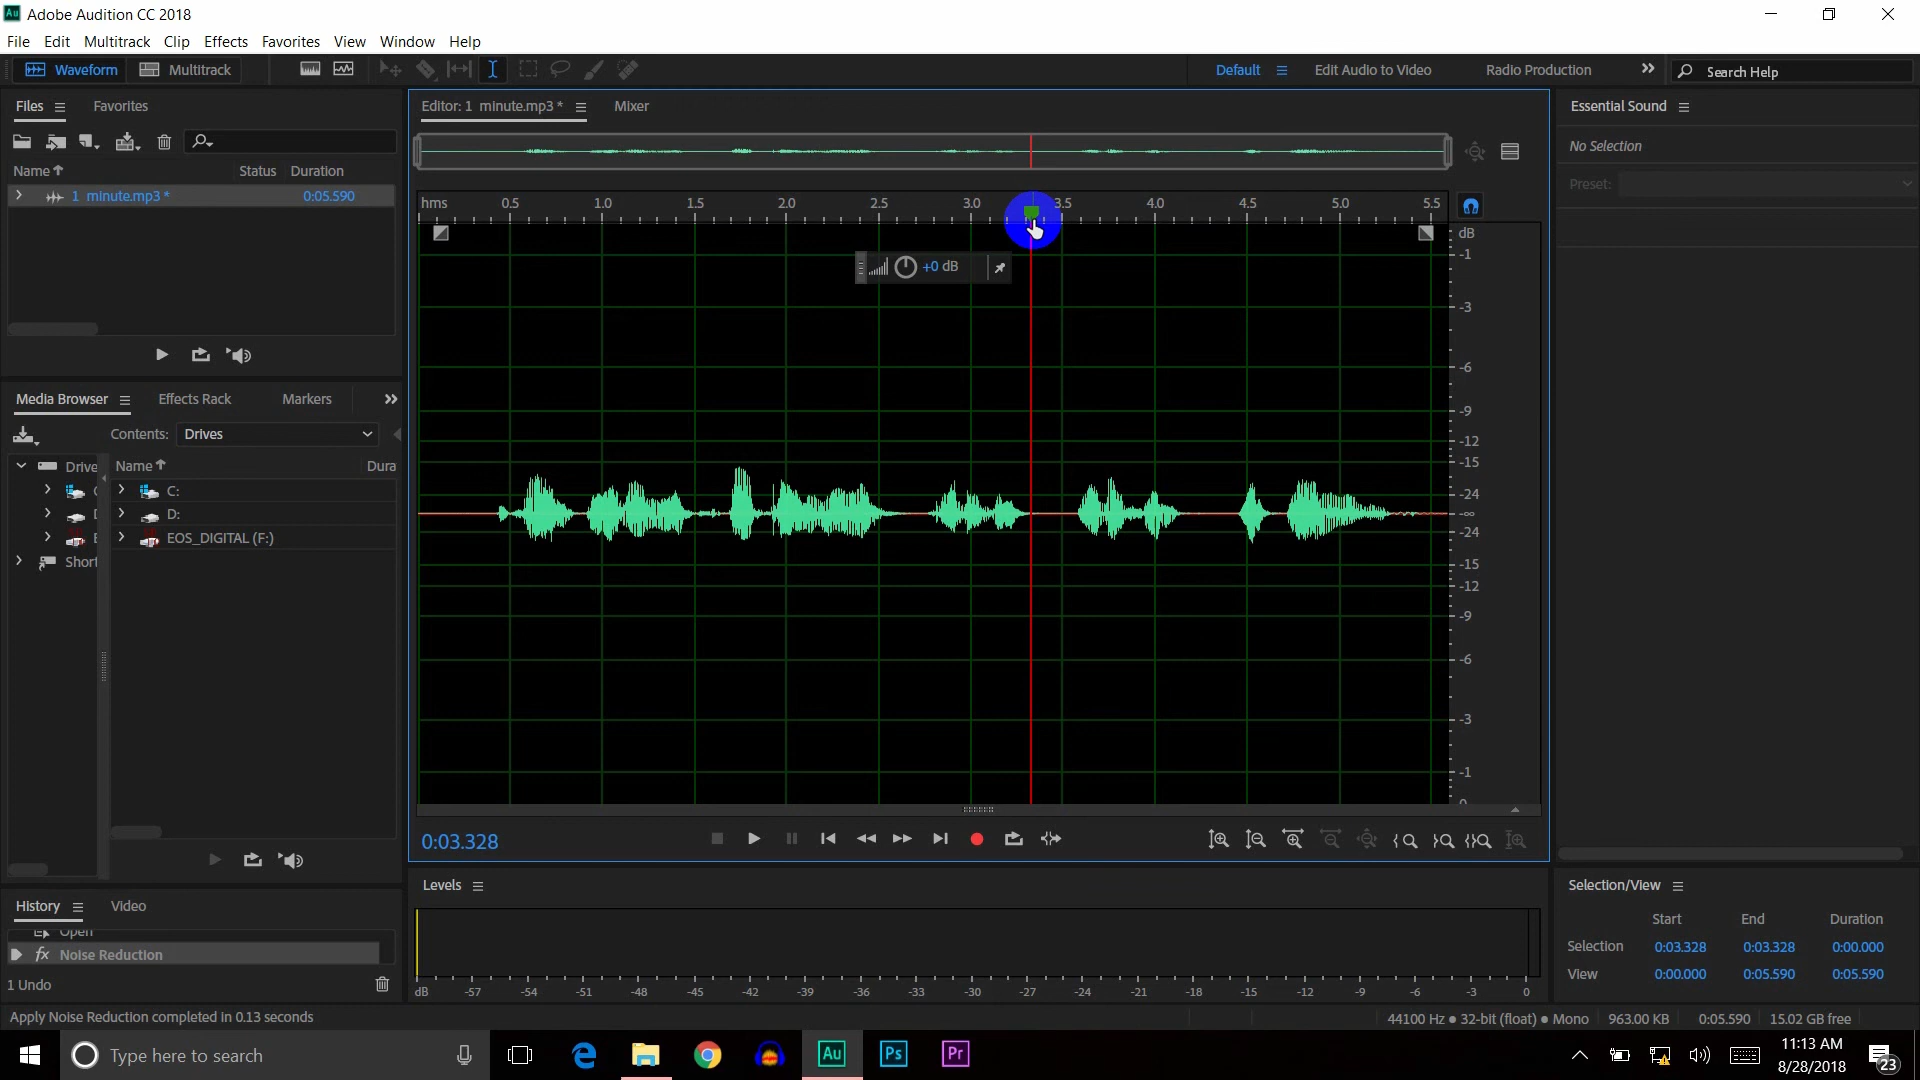 Au Adobe Audition CC 2018
File Edit Multitrack Clip Effects Favorites View Window Help
Waveform Multitrack Default Edit Audio to Video Radio Production Search Help
Files Favorites
Name Status Duration
1 minute.mp3 * 0:05.590
Media Browser Effects Rack Markers
Contents: Drives
Drive Name Dura
C:
D:
EOS_DIGITAL (F:)
Short
History Video
Open
fx Noise Reduction
1 Undo
Apply Noise Reduction completed in 0.13 seconds
Editor: 1 minute.mp3 * Mixer
hms 0.5 1.0 1.5 2.0 2.5 3.0 3.5 4.0 4.5 5.0 5.5
+0 dB
dB
-1
-3
-6
-9
-12
-15
-24
-∞
-24
-15
-12
-9
-6
-3
-1
0:03.328
Levels
dB -57 -54 -51 -48 -45 -42 -39 -36 -33 -30 -27 -24 -21 -18 -15 -12 -9 -6 -3 0
Essential Sound
No Selection
Preset:
Selection/View
Start End Duration
Selection 0:03.328 0:03.328 0:00.000
View 0:00.000 0:05.590 0:05.590
44100 Hz ● 32-bit (float) ● Mono 963.00 KB 0:05.590 15.02 GB free
Type here to search Au Ps Pr
11:13 AM
8/28/2018
23